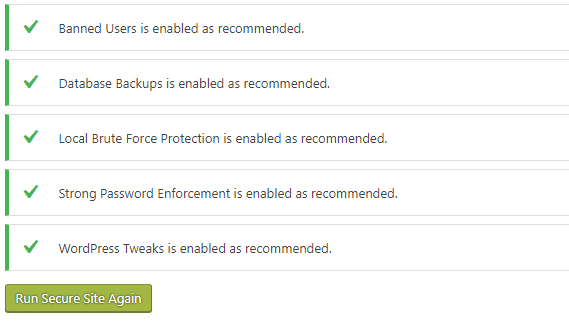 Banned Users is enabled as recommended.
Database Backups is enabled as recommended.
Local Brute Force Protection is enabled as recommended.
Strong Password Enforcement is enabled as recommended.
WordPress Tweaks is enabled as recommended.
Run Secure Site Again